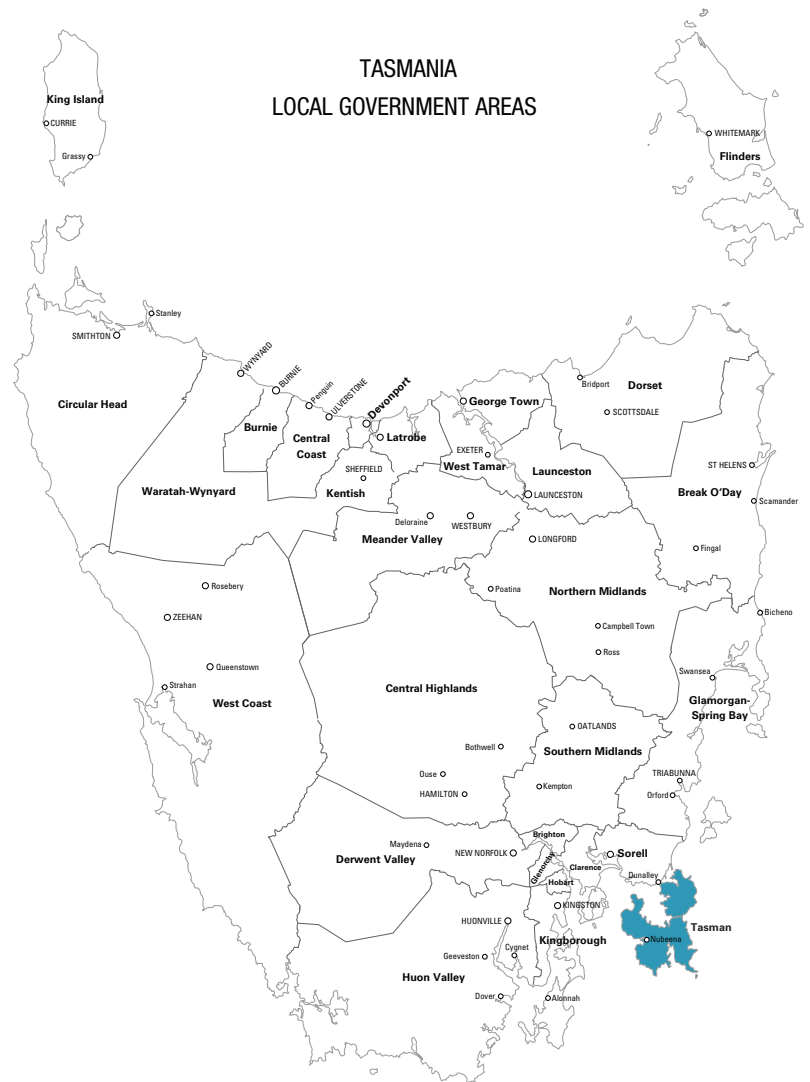 TASMANIA
LOCAL GOVERNMENT AREAS
King Island
CURRIE
Grassy
WHITEMARK
Flinders
Stanley
SMITHTON
WYNYARD
BURNIE
Penguin
ULVERSTONE
Devonport
George Town
Bridport
Dorset
SCOTTSDALE
Circular Head
Burnie
Central
Coast
Latrobe
EXETER
West Tamar
Launceston
ST HELENS
SHEFFIELD
Kentish
LAUNCESTON
Break O'Day
Scamander
Waratah-Wynyard
Deloraine
WESTBURY
Meander Valley
LONGFORD
Fingal
Rosebery
Poatina
Northern Midlands
ZEEHAN
Campbell Town
Bicheno
Ross
Queenstown
Swansea
Strahan
West Coast
Central Highlands
Glamorgan-
Spring Bay
OATLANDS
Bothwell
Southern Midlands
Ouse
HAMILTON
Kempton
TRIABUNNA
Orford
Brighton
Maydena
NEW NORFOLK
Derwent Valley
Glenorchy
Clarence
Sorell
Hobart
Dunalley
KINGSTON
HUONVILLE
Kingborough
Tasman
Nubeena
Cygnet
Geeveston
Huon Valley
Dover
Alonnah